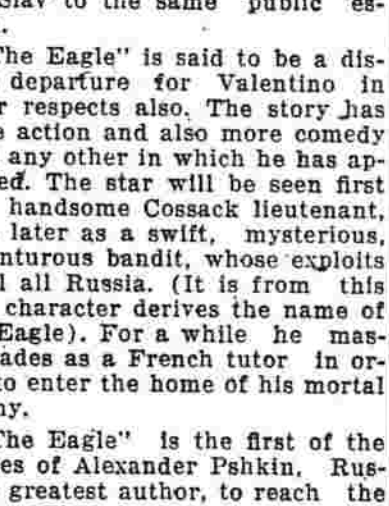 Slav to the same public es-
.
The Eagle" is said to be a dis-
departure for Valentino in
r respects also. The story has
e action and also more comedy
any other in which he has ap-
ed. The star will be seen first
handsome Cossack lieutenant,
later as a swift, mysterious,
nturous bandit, whose exploits
l all Russia. (It is from this
character derives the name of
Eagle). For a while he mas-
ades as a French tutor in or-
to enter the home of his mortal
ny.
The Eagle" is the first of the
es of Alexander Pshkin, Rus-
greatest author, to reach the